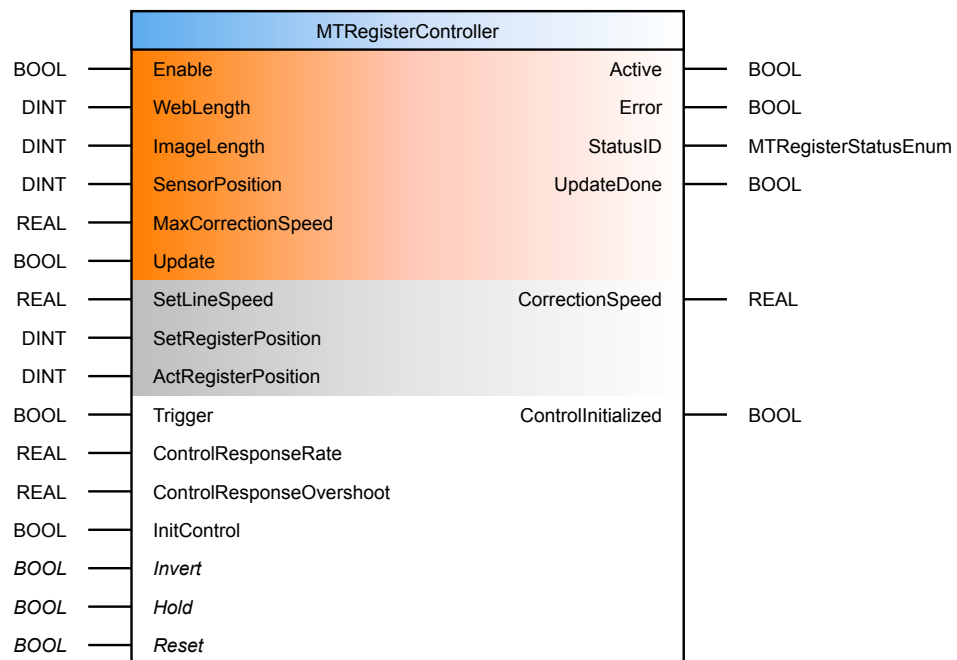 MTRegisterController
BOOL Enable Active BOOL
DINT WebLength Error BOOL
DINT ImageLength StatusID MTRegisterStatusEnum
DINT SensorPosition UpdateDone BOOL
REAL MaxCorrectionSpeed
BOOL Update
REAL SetLineSpeed CorrectionSpeed REAL
DINT SetRegisterPosition
DINT ActRegisterPosition
BOOL Trigger ControlInitialized BOOL
REAL ControlResponseRate
REAL ControlResponseOvershoot
BOOL InitControl
BOOL Invert
BOOL Hold
BOOL Reset